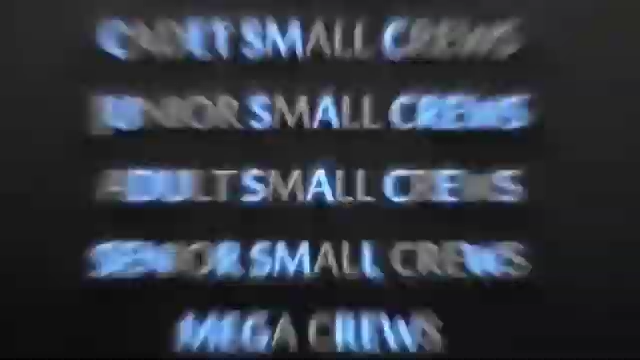 CADET SMALL CREWS
JUNIOR SMALL CREWS
ADULT SMALL CREWS
SENIOR SMALL CREWS
MEGA CREWS